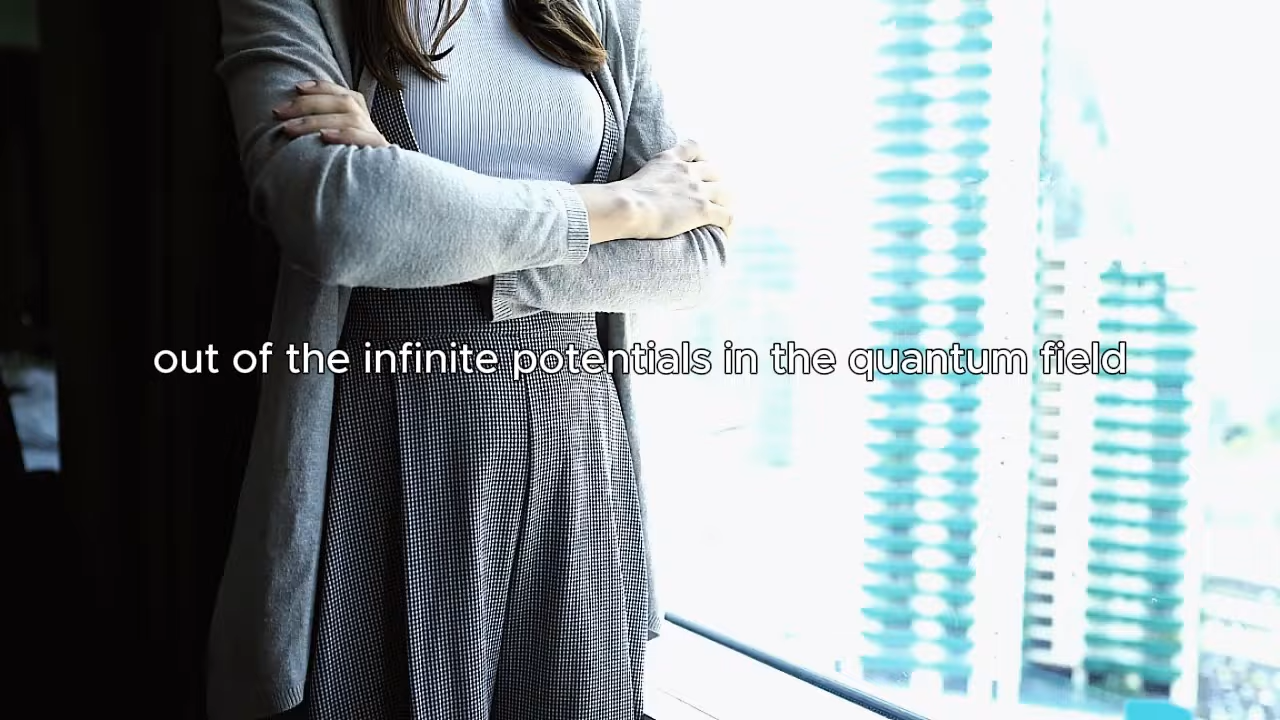 out of the infinite potentials in the quantum field